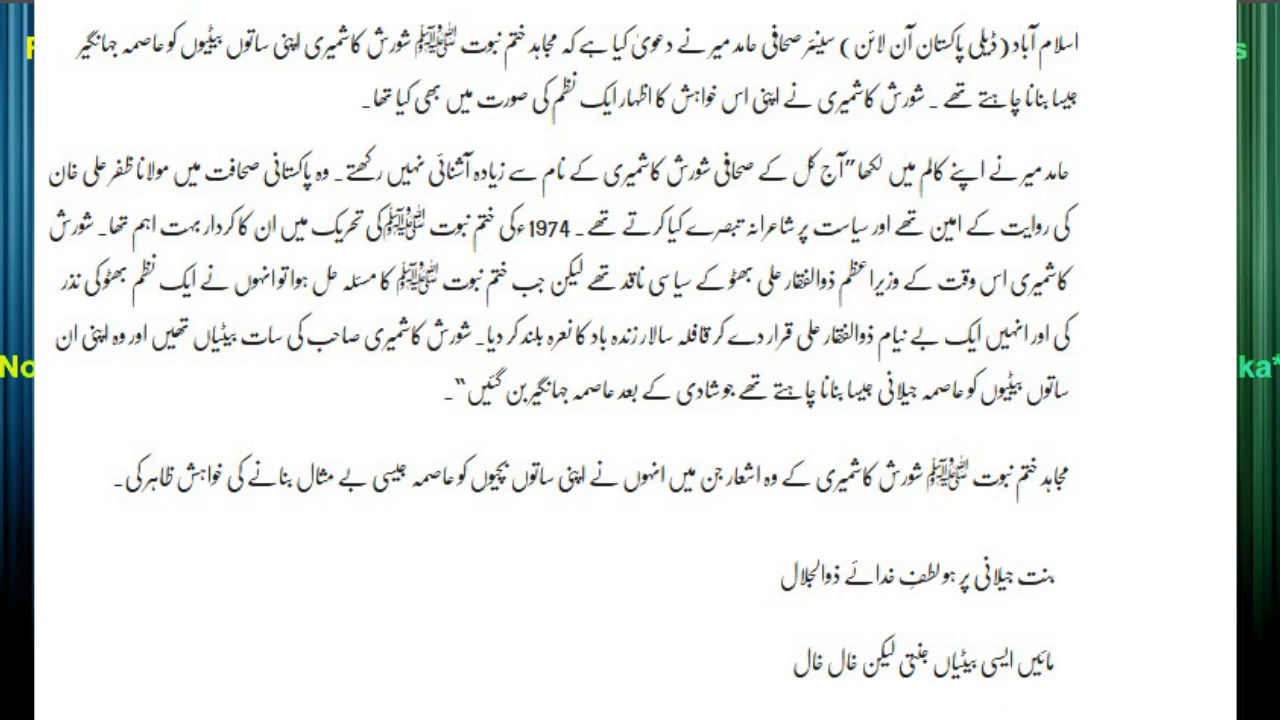 اسلام آباد (ڈیلی پاکستان آن لائن) سینئر صحافی حامد میر نے دعویٰ کیا ہے کہ مجاہد ختم نبوت ﷺ شورش کاشمیری اپنی ساتوں بیٹیوں کو عاصمہ جہانگیر
جیسا بنانا چاہتے تھے ۔ شورش کاشمیری نے اپنی اس خواہش کا اظہار ایک نظم کی صورت میں بھی کیا تھا۔
حامد میر نے اپنے کالم میں لکھا ”آج کل کے صحافی شورش کاشمیری کے نام سے زیادہ آشنائی نہیں رکھتے۔ وہ پاکستانی صحافت میں مولانا ظفر علی خان
کی روایت کے امین تھے اور سیاست پر شاعرانہ تبصرے کیا کرتے تھے۔ 1974ء کی ختم نبوت ﷺ کی تحریک میں ان کا کردار بہت اہم تھا۔ شورش
کاشمیری اس وقت کے وزیراعظم ذوالفقار علی بھٹو کے سیاسی ناقد تھے لیکن جب ختم نبوت ﷺ کا مسئلہ حل ہوا تو انہوں نے ایک نظم بھٹو کی نذر
کی اور انہیں ایک بے نیام ذوالفقار علی قرار دے کر قافلہ سالار زندہ باد کا نعرہ بلند کر دیا۔ شورش کاشمیری صاحب کی سات بیٹیاں تھیں اور وہ اپنی ان
ساتوں بیٹیوں کو عاصمہ جیلانی جیسا بنانا چاہتے تھے جو شادی کے بعد عاصمہ جہانگیر بن گئیں“۔
مجاہد ختم نبوت ﷺ شورش کاشمیری کے وہ اشعار جن میں انہوں نے اپنی ساتوں بچیوں کو عاصمہ جیسی بے مثال بنانے کی خواہش ظاہر کی۔
بنت جیلانی پر ہو لطفِ خدائے ذوالجلال
مائیں ایسی بیٹیاں جنتی لیکن خال خال
No
ka*